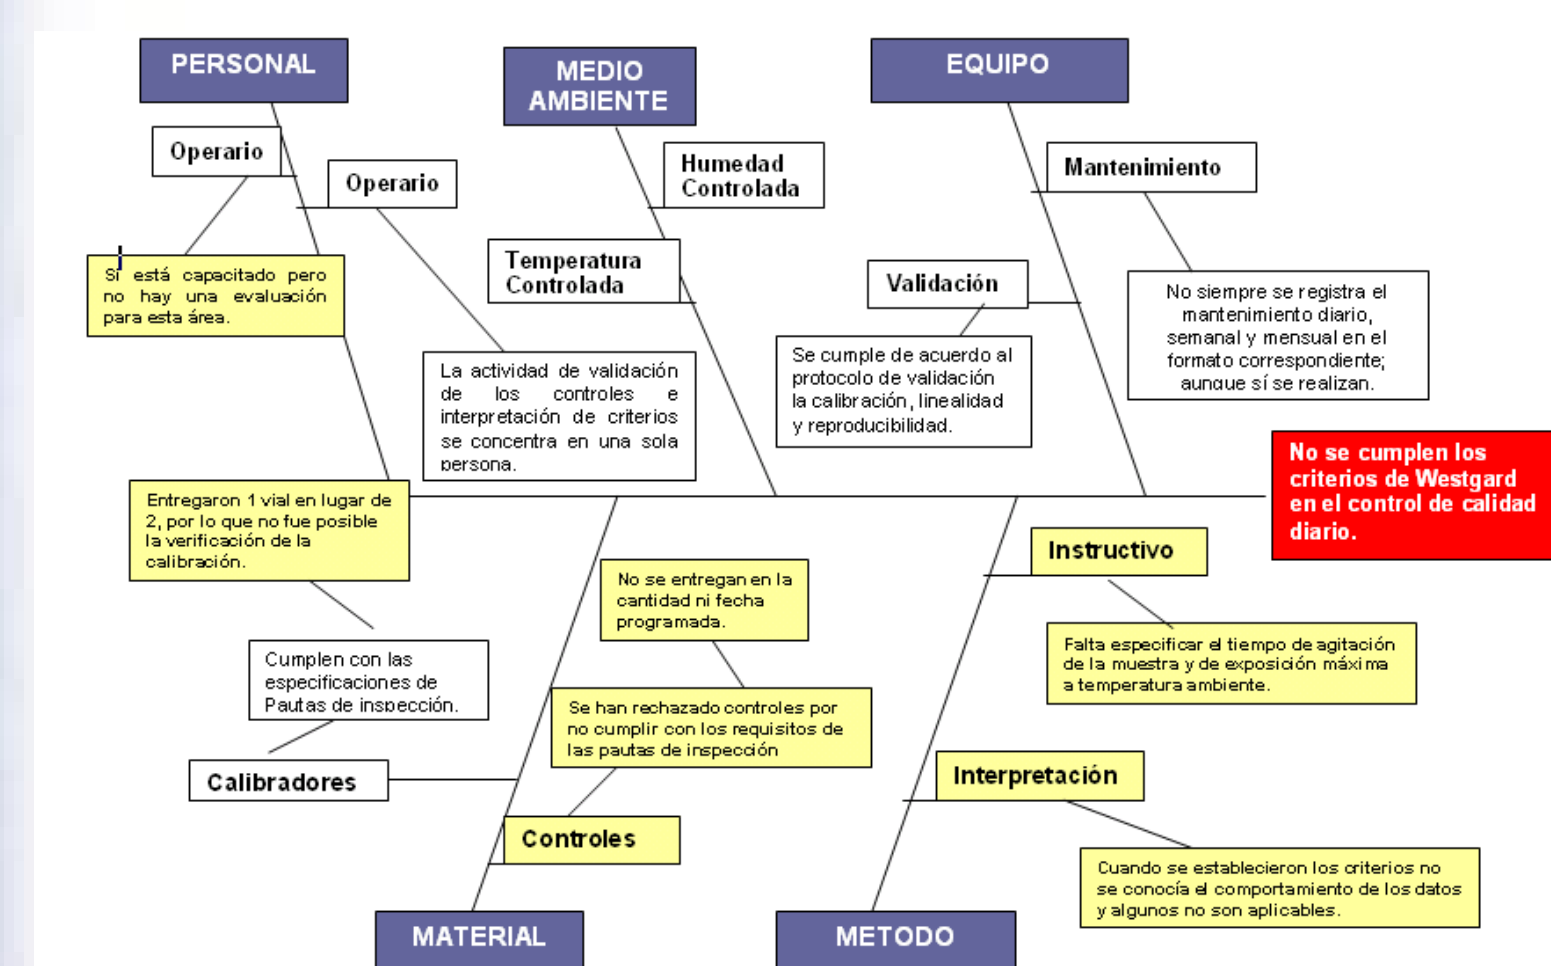 PERSONAL
MEDIO
AMBIENTE
EQUIPO
Operario
Operario
Humedad
Controlada
Mantenimiento
Temperatura
Controlada
Validación
Sí está capacitado pero
no hay una evaluación
para esta área.
No siempre se registra el
mantenimiento diario,
semanal y mensual en el
formato correspondiente;
aunque sí se realizan.
La actividad de validación
de los controles e
interpretación de criterios
se concentra en una sola
persona.
Se cumple de acuerdo al
protocolo de validación
la calibración, linealidad
y reproducibilidad.
No se cumplen los
criterios de Westgard
en el control de calidad
diario.
Entregaron 1 vial en lugar de
2, por lo que no fue posible
la verificación de la
calibración.
No se entregan en la
cantidad ni fecha
programada.
Instructivo
Cumplen con las
especificaciones de
Pautas de inspección.
Falta especificar el tiempo de agitación
de la muestra y de exposición máxima
a temperatura ambiente.
Se han rechazado controles por
no cumplir con los requisitos de
las pautas de inspección
Calibradores
Interpretación
Controles
Cuando se establecieron los criterios no
se conocía el comportamiento de los datos
y algunos no son aplicables.
MATERIAL
METODO